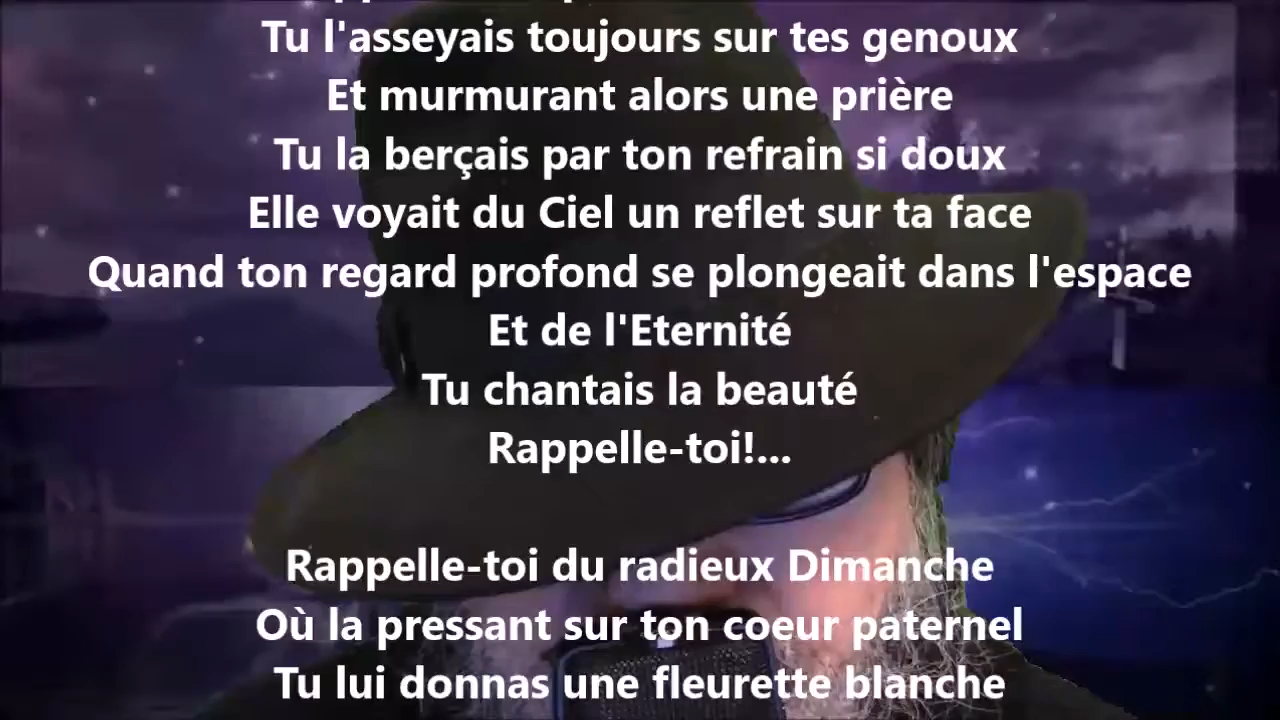 Tu l'asseyais toujours sur tes genoux
Et murmurant alors une prière
Tu la berçais par ton refrain si doux
Elle voyait du Ciel un reflet sur ta face
Quand ton regard profond se plongeait dans l'espace
Et de l'Eternité
Tu chantais la beauté
Rappelle-toi!...
Rappelle-toi du radieux Dimanche
Où la pressant sur ton coeur paternel
Tu lui donnas une fleurette blanche